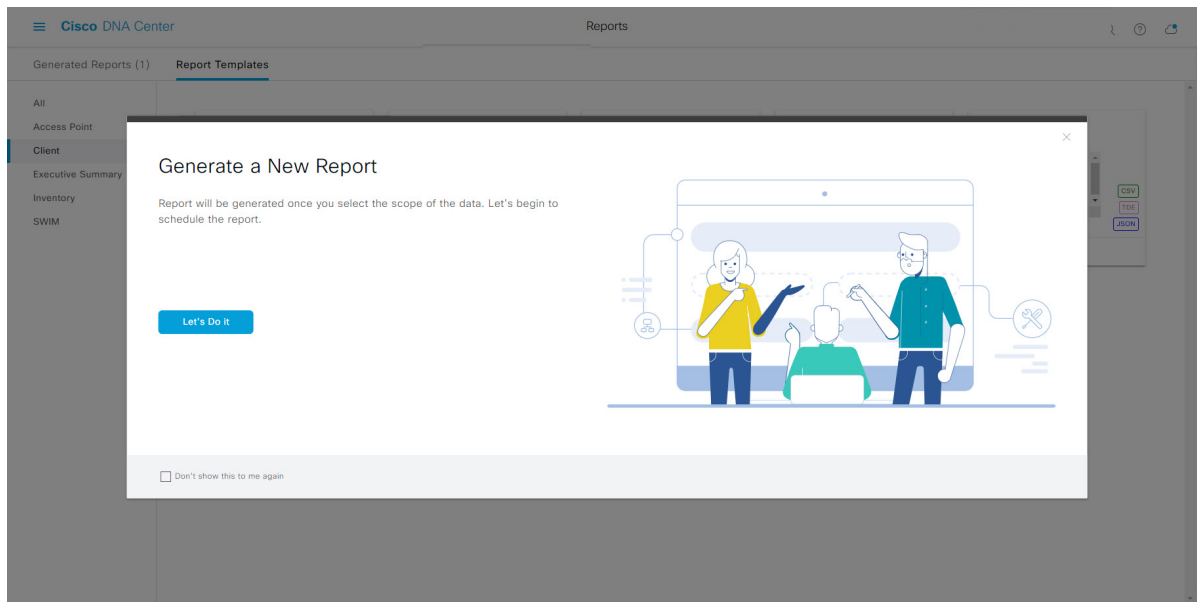 Cisco DNA Center
Reports
Generated Reports (1)
Report Templates
All
Access Point
Client
Executive Summary
Inventory
SWIM
Generate a New Report
Report will be generated once you select the scope of the data. Let's begin to
schedule the report.
Let's Do it
Don't show this to me again
CSV
TDE
JSON